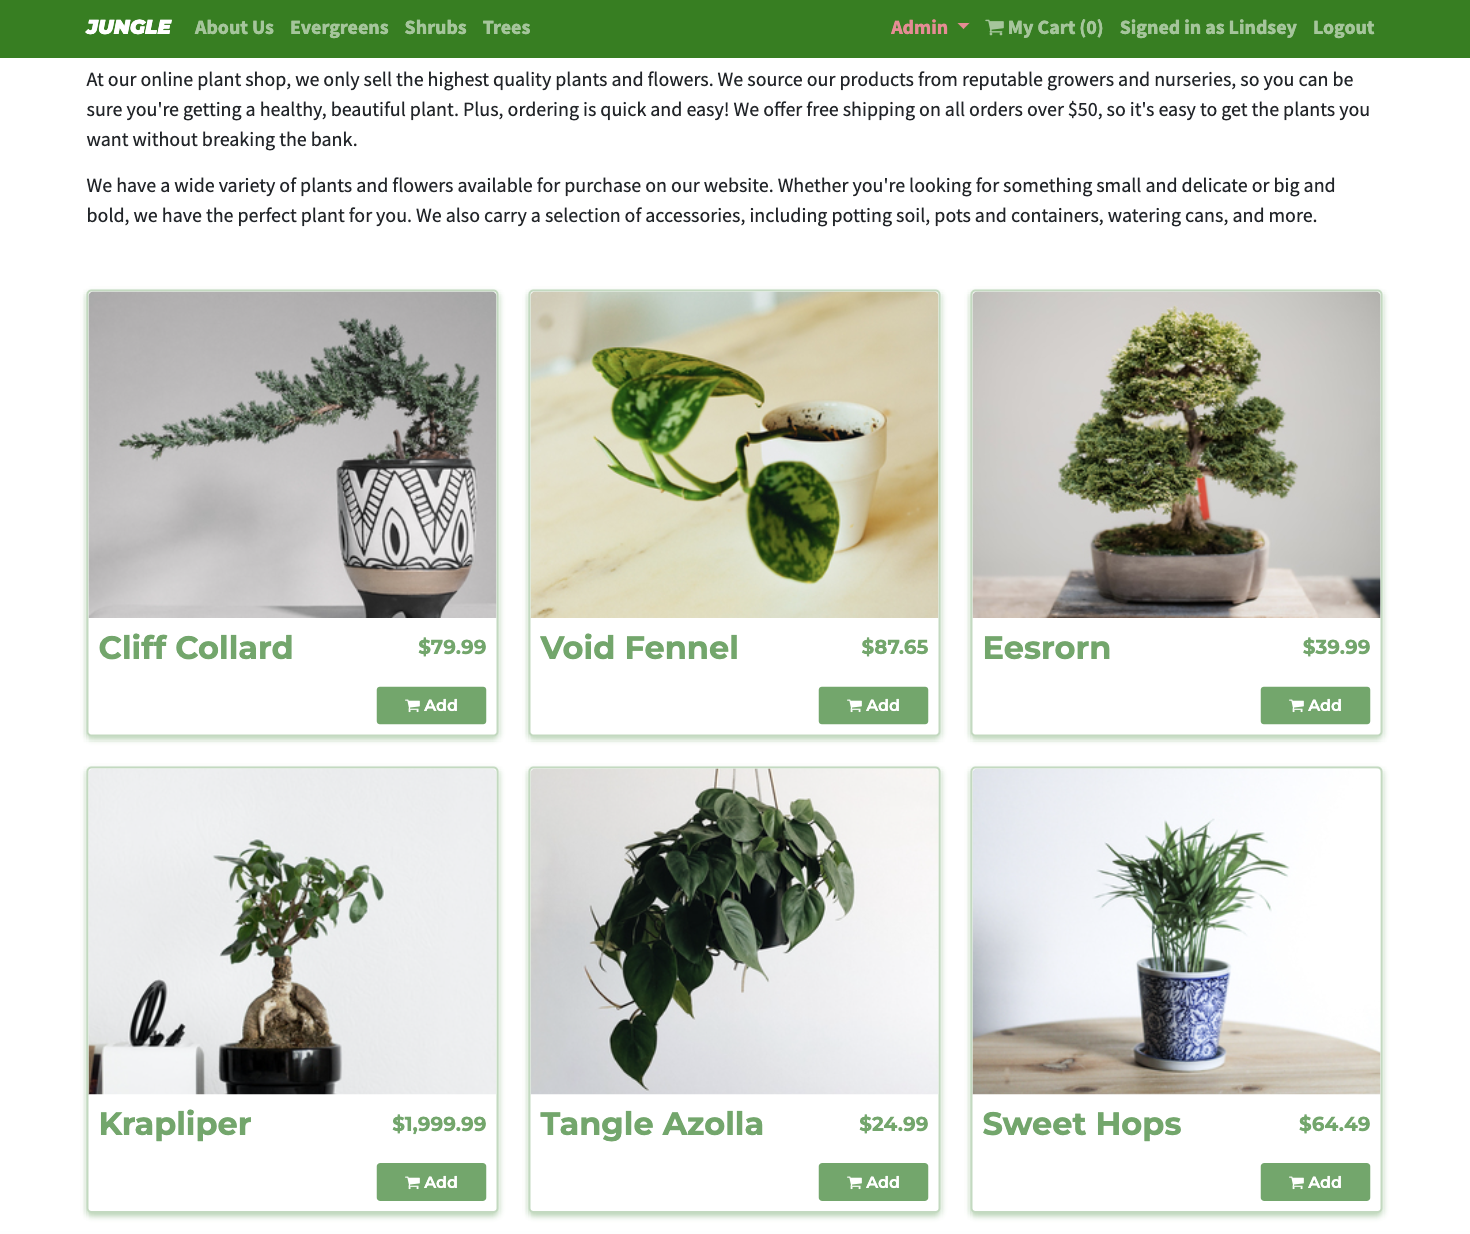 JUNGLE About Us Evergreens Shrubs Trees Admin My Cart (0) Signed in as Lindsey Logout
At our online plant shop, we only sell the highest quality plants and flowers. We source our products from reputable growers and nurseries, so you can be
sure you're getting a healthy, beautiful plant. Plus, ordering is quick and easy! We offer free shipping on all orders over $50, so it's easy to get the plants you
want without breaking the bank.
We have a wide variety of plants and flowers available for purchase on our website. Whether you're looking for something small and delicate or big and
bold, we have the perfect plant for you. We also carry a selection of accessories, including potting soil, pots and containers, watering cans, and more.
Cliff Collard $79.99
Add
Void Fennel $87.65
Add
Eesrorn $39.99
Add
Krapliper $1,999.99
Add
Tangle Azolla $24.99
Add
Sweet Hops $64.49
Add